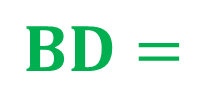 BD =